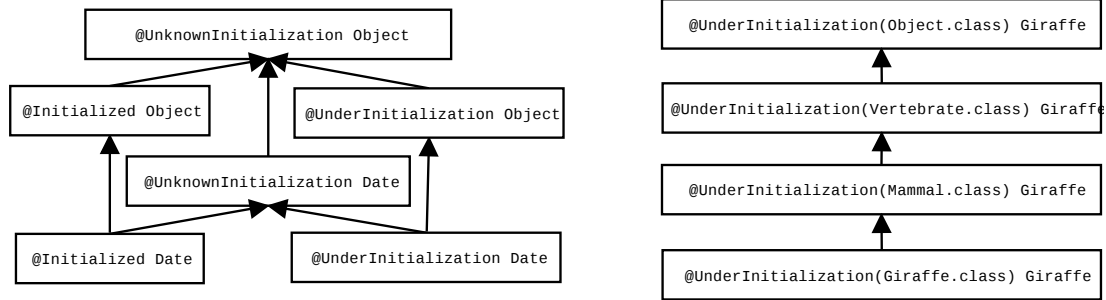 @UnknownInitialization Object
@Initialized Object
@UnderInitialization Object
@UnknownInitialization Date
@Initialized Date
@UnderInitialization Date
@UnderInitialization(Object.class) Giraffe
@UnderInitialization(Vertebrate.class) Giraffe
@UnderInitialization(Mammal.class) Giraffe
@UnderInitialization(Giraffe.class) Giraffe